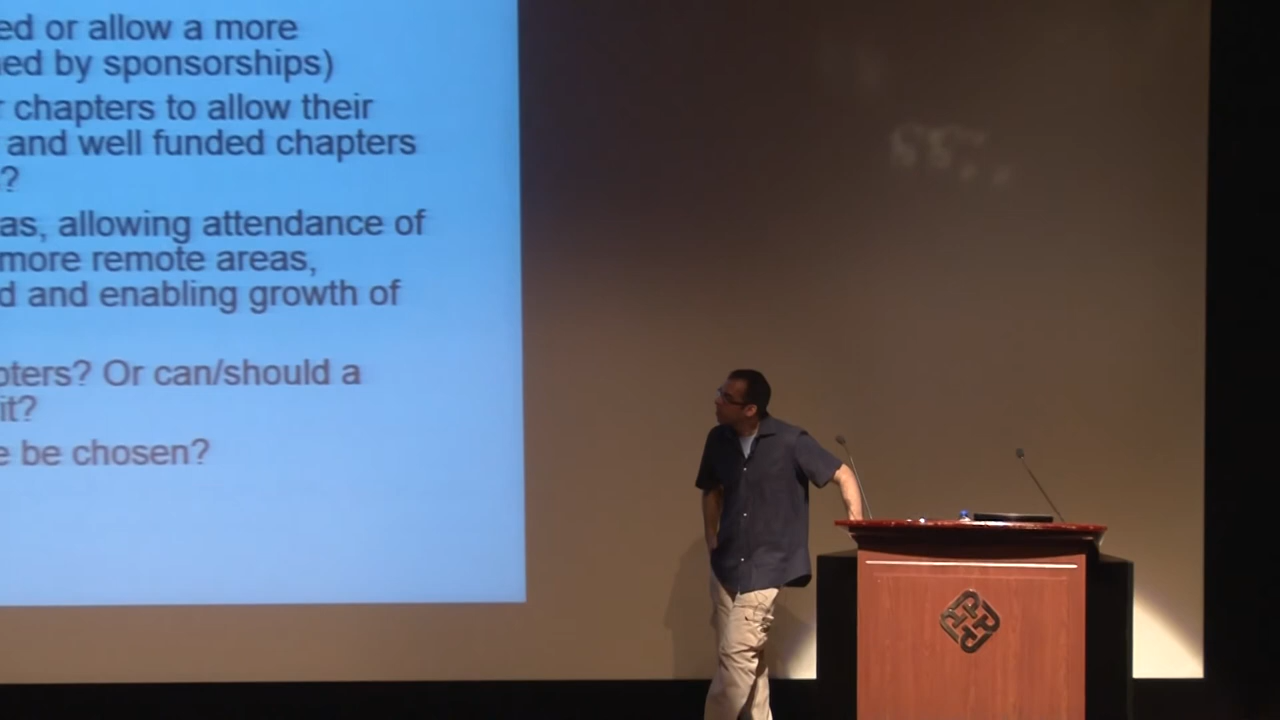 ed or allow a more
ed by sponsorships)
chapters to allow their
and well funded chapters
?
as, allowing attendance of
more remote areas,
d and enabling growth of
pters? Or can/should a
it?
e be chosen?